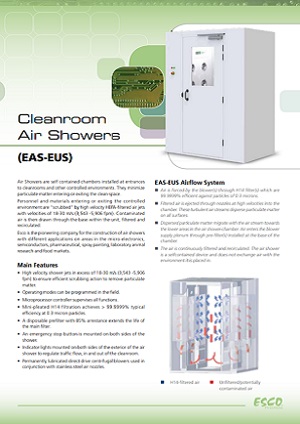 Cleanroom
Air Showers
(EAS-EUS)
Air Showers are self contained chambers installed at entrances
to cleanrooms and other controlled environments. They minimize
particulate matter entering or exiting the clean space.
Personnel and materials entering or exiting the controlled
environment are "scrubbed" by high velocity HEPA-filtered air jets
with velocities of 18-30 m/s (3,543 -5,906 fpm). Contaminated
air is then drawn through the base within the unit, filtered and
recirculated.
Esco is the pioneering company for the construction of air showers
with different applications on areas in the micro-electronics,
semiconductors, pharmaceutical, spray painting, laboratory animal
research and food markets.
Main Features
• High velocity shower jets in excess of 18-30 m/s (3,543 -5,906
fpm) to ensure efficient scrubbing action to remove particulate
matter.
• Operating modes can be programmed in the field.
• Microprocessor controller supervises all functions.
• Mini-pleated H14 filtration achieves > 99.9999% typical
efficiency at 0.3 micron particles.
• A disposable prefilter with 85% arrestance extends the life of
the main filter.
• An emergency stop button is mounted on both sides of the
shower.
• Indicator lights mounted on both sides of the exterior of the air
shower to regulate traffic flow, in and out of the cleanroom.
• Permanently lubricated direct drive centrifugal blowers used in
conjunction with stainless steel air nozzles.
EAS-EUS Airflow System
Air is forced by the blower(s) through H14 filter(s) which are
99.9999% efficient against particles of 0.3 microns.
Filtered air is ejected through nozzles at high velocities into the
chamber. These turbulent air streams disperse particulate matter
on all surfaces.
Dispersed particulate matter migrate with the air stream towards
the lower areas in the air shower chamber. Air enters the blower
supply plenum through pre-filter(s) installed on the base of the
chamber.
The air is continuously filtered and recirculated. The air shower
is a self-contained device and does not exchange air with the
environment it is placed in.
H14-filtered air
Unfiltered/potentially
contaminated air
ESCO